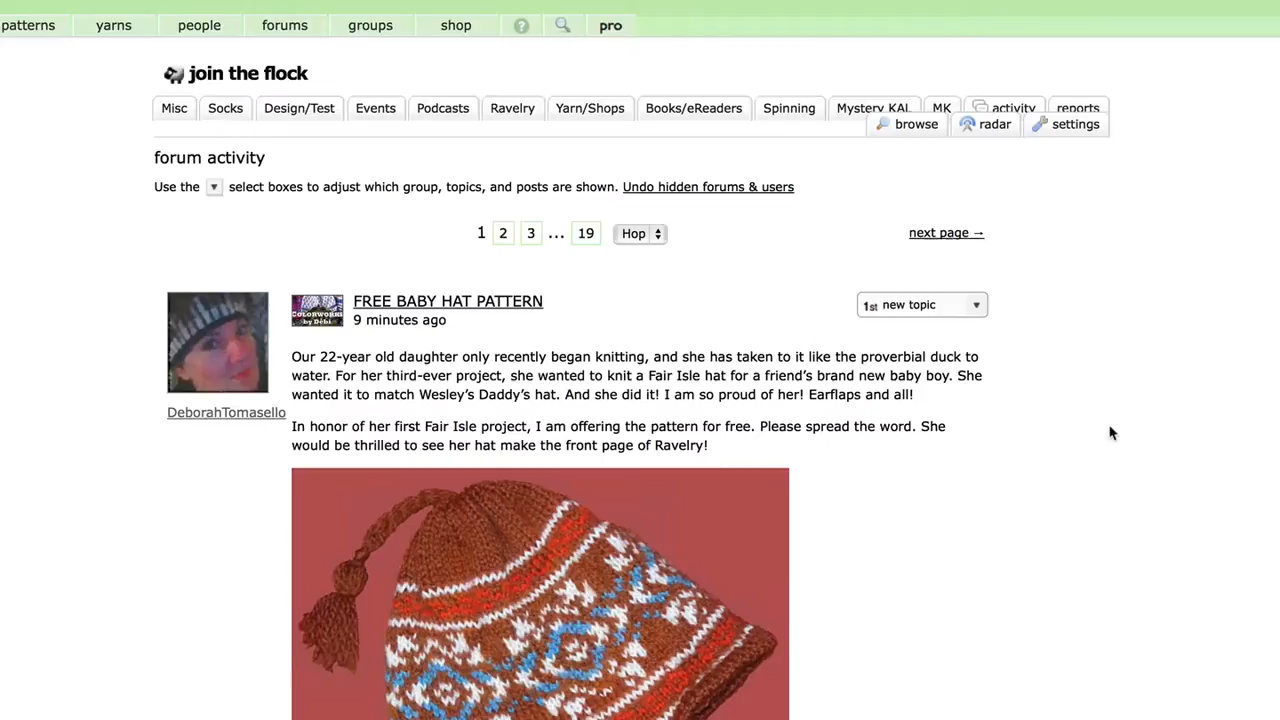 patterns yarns people forums groups shop ? pro
join the flock
Misc Socks Design/Test Events Podcasts Ravelry Yarn/Shops Books/eReaders Spinning Mystery KAL MK activity reports
browse radar settings
forum activity
Use the ▼ select boxes to adjust which group, topics, and posts are shown. Undo hidden forums & users
1 2 3 ... 19 Hop next page →
FREE BABY HAT PATTERN
1st new topic
COLORWORKS
by Debi
9 minutes ago
Our 22-year old daughter only recently began knitting, and she has taken to it like the proverbial duck to
water. For her third-ever project, she wanted to knit a Fair Isle hat for a friend’s brand new baby boy. She
wanted it to match Wesley’s Daddy’s hat. And she did it! I am so proud of her! Earflaps and all!
DeborahTomasello
In honor of her first Fair Isle project, I am offering the pattern for free. Please spread the word. She
would be thrilled to see her hat make the front page of Ravelry!